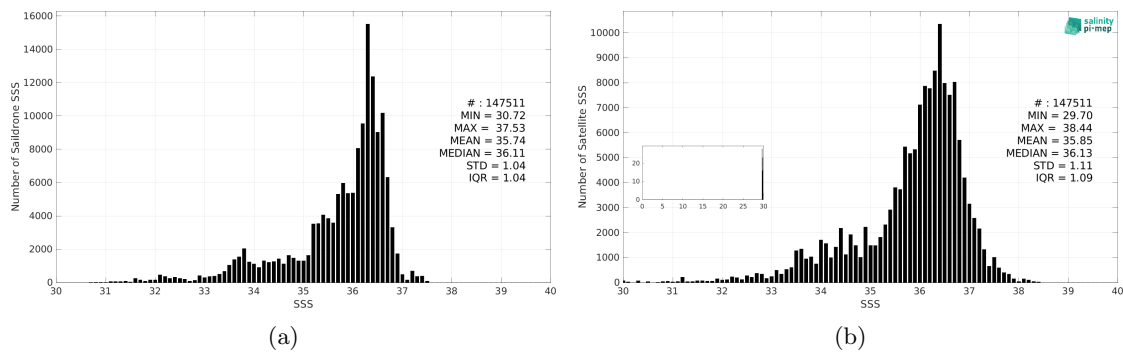 16000
14000
12000
10000
8000
6000
4000
2000
0
Number of Saildrone SSS
# : 147511
MIN = 30.72
MAX = 37.53
MEAN = 35.74
MEDIAN = 36.11
STD = 1.04
IQR = 1.04
30 31 32 33 34 35 36 37 38 39 40
SSS
(a)
salinity
pi-mep
10000
9000
8000
7000
6000
5000
4000
3000
2000
1000
0
Number of Satellite SSS
# : 147511
MIN = 29.70
MAX = 38.44
MEAN = 35.85
MEDIAN = 36.13
STD = 1.11
IQR = 1.09
20
10
0
0 5 10 15 20 25 30
30 31 32 33 34 35 36 37 38 39 40
SSS
(b)